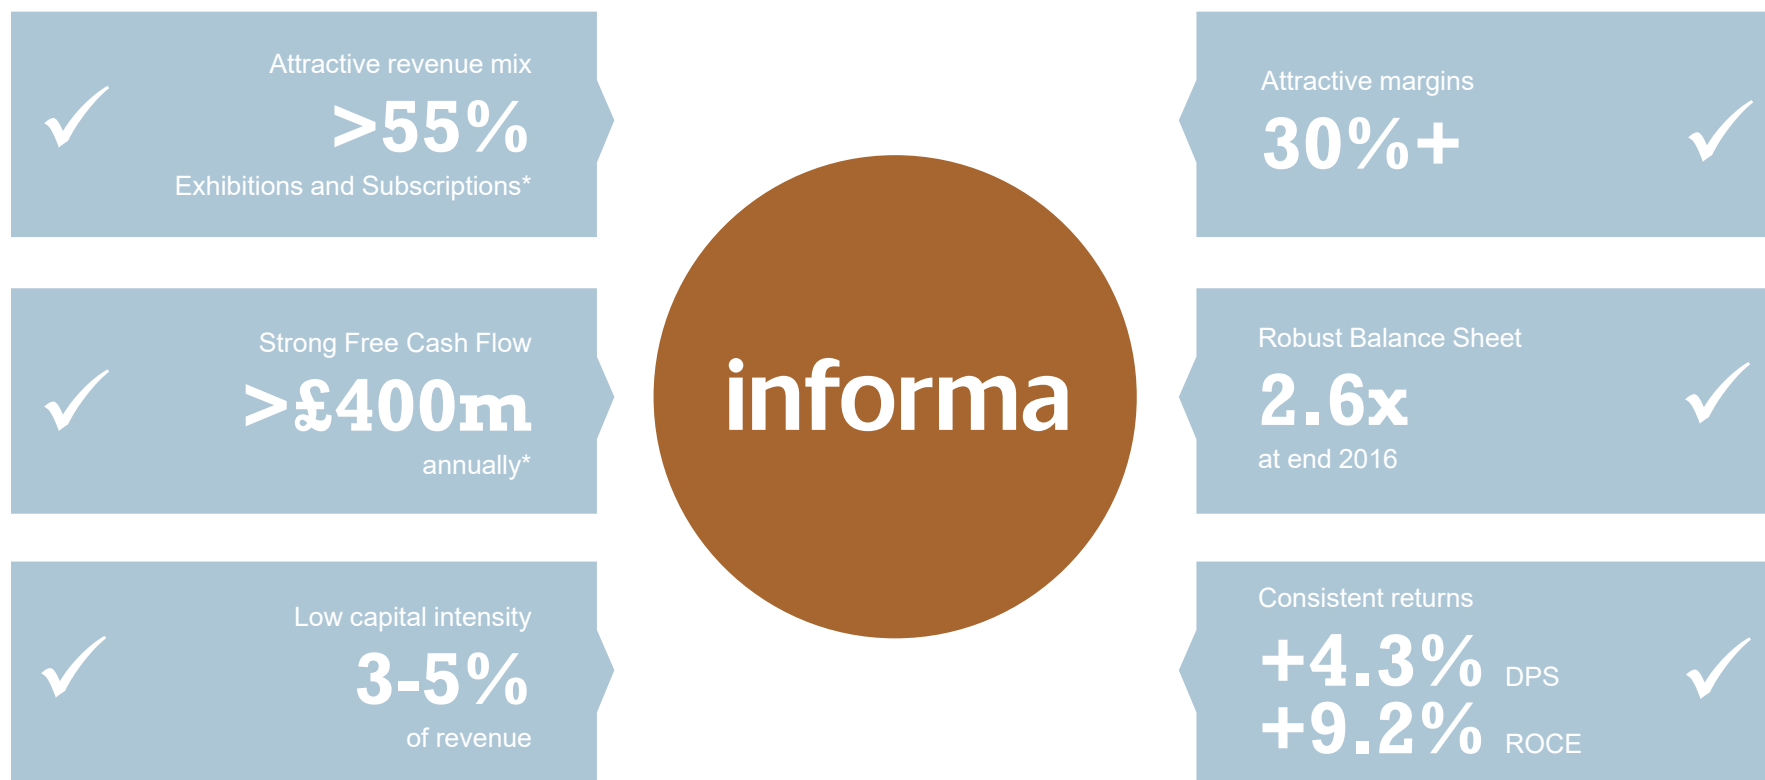 Attractive revenue mix
>55%
Exhibitions and Subscriptions*
Strong Free Cash Flow
>£400m
annually*
Low capital intensity
3-5%
of revenue
informa
Attractive margins
30%+
Robust Balance Sheet
2.6x
at end 2016
Consistent returns
+4.3% DPS
+9.2% ROCE